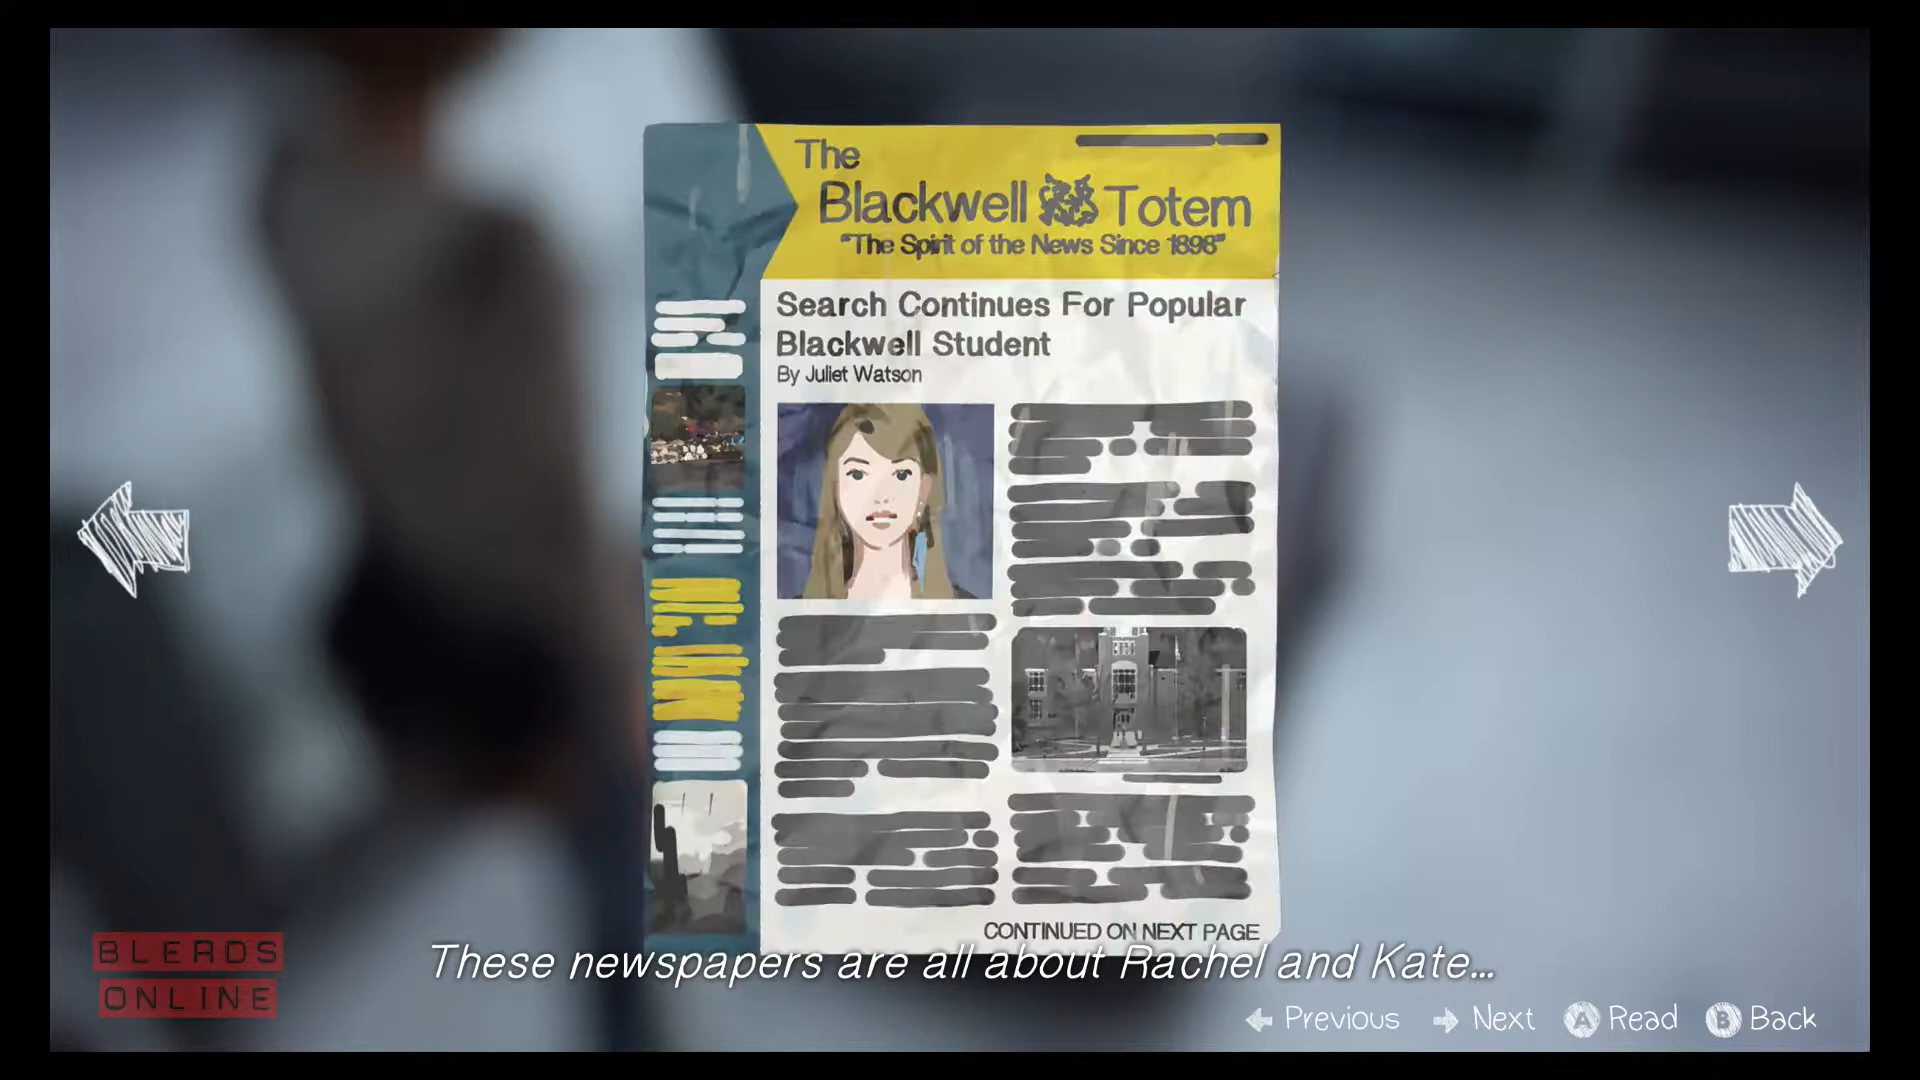 The
Blackwell Totem
"The Spirit of the News Since 1898"
Search Continues For Popular
Blackwell Student
By Juliet Watson
CONTINUED ON NEXT PAGE
These newspapers are all about Rachel and Kate...
BLERDS
ONLINE
Previous Next A Read B Back